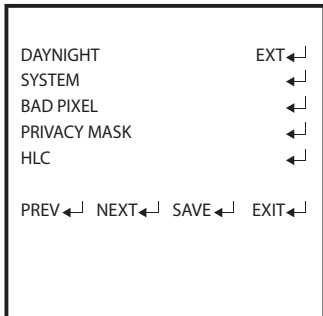 DAYNIGHT EXT↵
SYSTEM ↵
BAD PIXEL ↵
PRIVACY MASK ↵
HLC ↵
PREV↵ NEXT↵ SAVE↵ EXIT↵